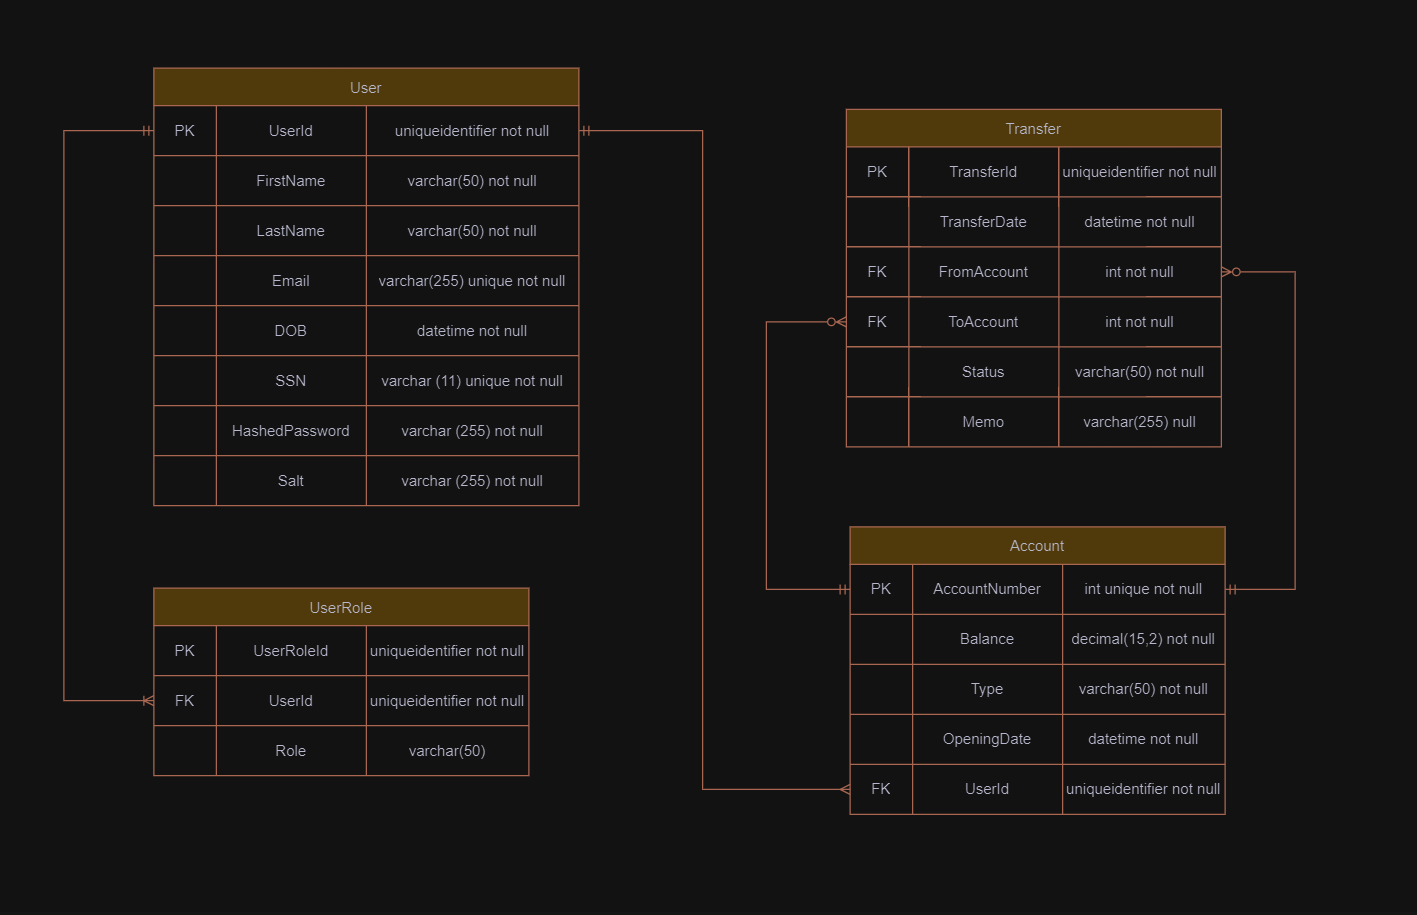 User
PK UserId uniqueidentifier not null
FirstName varchar(50) not null
LastName varchar(50) not null
Email varchar(255) unique not null
DOB datetime not null
SSN varchar (11) unique not null
HashedPassword varchar (255) not null
Salt varchar (255) not null
Transfer
PK TransferId uniqueidentifier not null
TransferDate datetime not null
FK FromAccount int not null
FK ToAccount int not null
Status varchar(50) not null
Memo varchar(255) null
UserRole
PK UserRoleId uniqueidentifier not null
FK UserId uniqueidentifier not null
Role varchar(50)
Account
PK AccountNumber int unique not null
Balance decimal(15,2) not null
Type varchar(50) not null
OpeningDate datetime not null
FK UserId uniqueidentifier not null